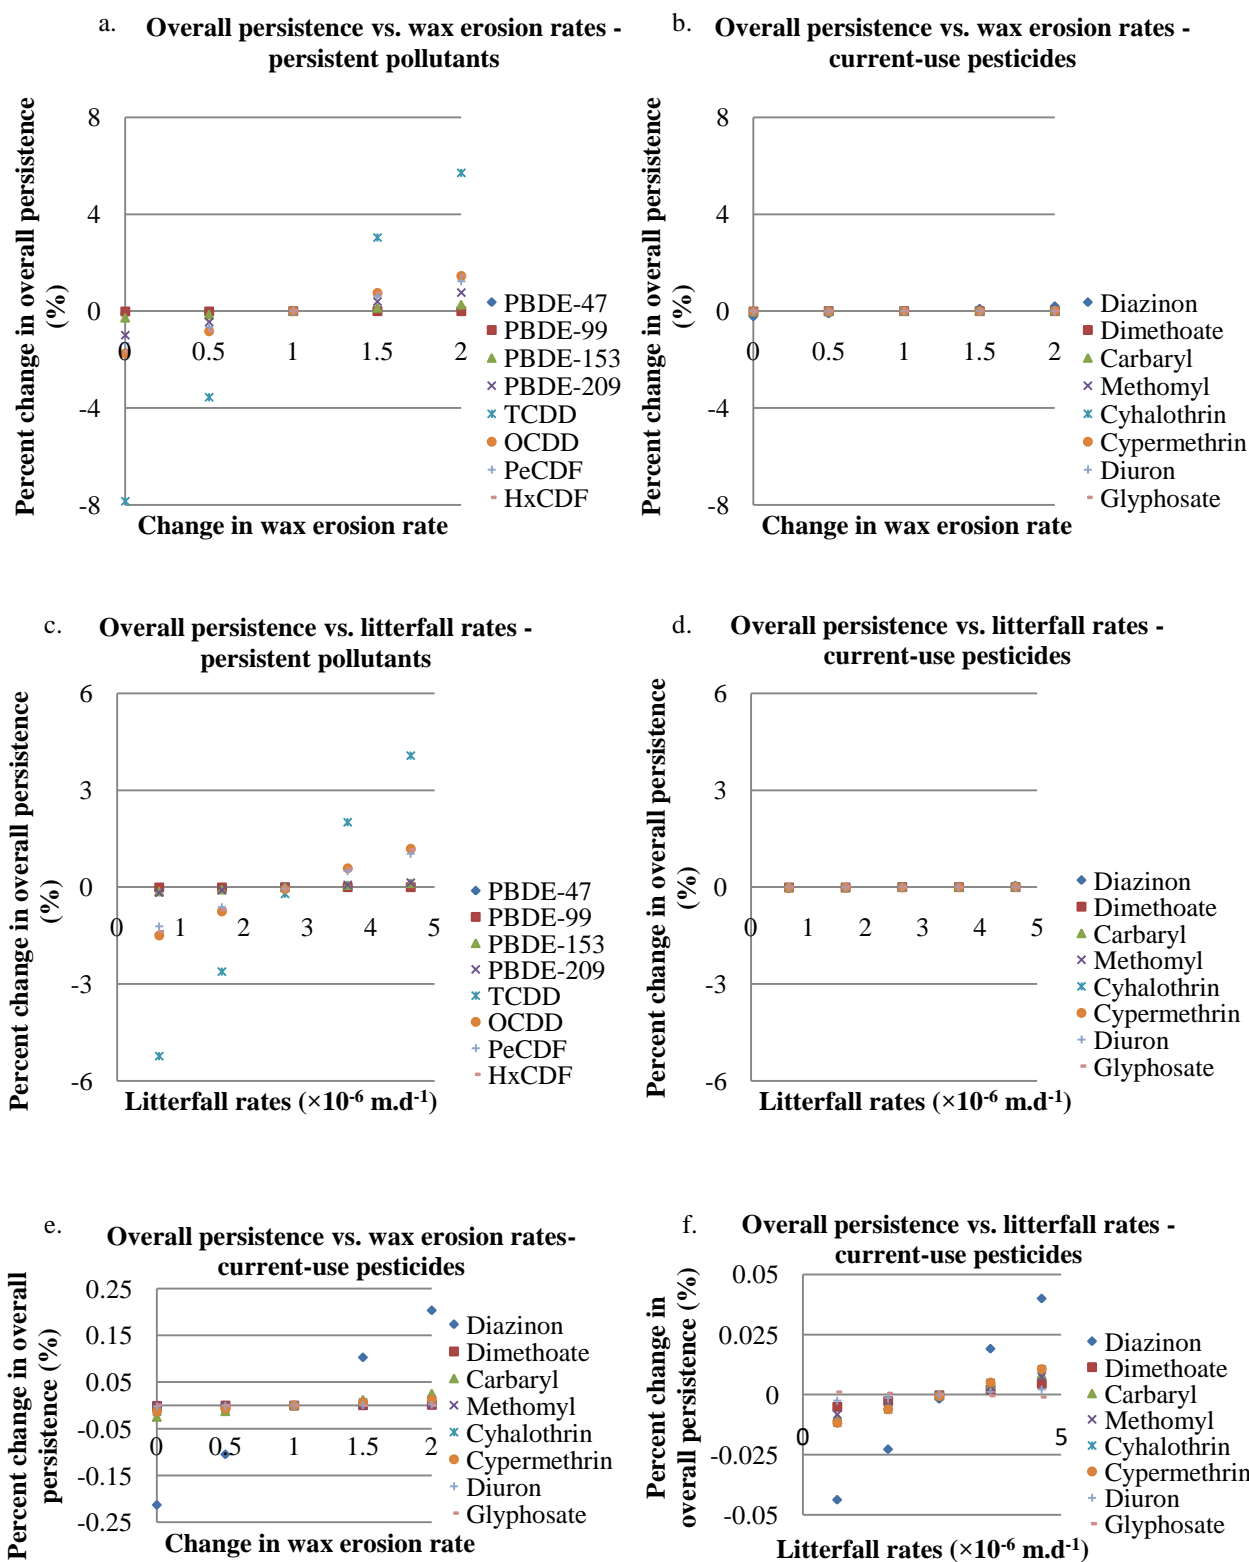 a. Overall persistence vs. wax erosion rates -
persistent pollutants
Percent change in overall persistence
(%)
8
4
0
-4
-8
0 0.5 1 1.5 2
Change in wax erosion rate
PBDE-47
PBDE-99
PBDE-153
PBDE-209
TCDD
OCDD
PeCDF
HxCDF
b. Overall persistence vs. wax erosion rates -
current-use pesticides
Percent change in overall persistence
(%)
8
4
0
-4
-8
0 0.5 1 1.5 2
Change in wax erosion rate
Diazinon
Dimethoate
Carbaryl
Methomyl
Cyhalothrin
Cypermethrin
Diuron
Glyphosate
c. Overall persistence vs. litterfall rates -
persistent pollutants
Percent change in overall persistence
(%)
6
3
0
-3
-6
0 1 2 3 4 5
Litterfall rates (×10⁻⁶ m.d⁻¹)
PBDE-47
PBDE-99
PBDE-153
PBDE-209
TCDD
OCDD
PeCDF
HxCDF
d. Overall persistence vs. litterfall rates -
current-use pesticides
Percent change in overall persistence
(%)
6
3
0
-3
-6
0 1 2 3 4 5
Litterfall rates (×10⁻⁶ m.d⁻¹)
Diazinon
Dimethoate
Carbaryl
Methomyl
Cyhalothrin
Cypermethrin
Diuron
Glyphosate
e. Overall persistence vs. wax erosion rates-
current-use pesticides
Percent change in overall
persistence (%)
0.25
0.15
0.05
-0.05
-0.15
-0.25
0 0.5 1 1.5 2
Change in wax erosion rate
Diazinon
Dimethoate
Carbaryl
Methomyl
Cyhalothrin
Cypermethrin
Diuron
Glyphosate
f. Overall persistence vs. litterfall rates -
current-use pesticides
Percent change in
overall persistence (%)
0.05
0.025
0
-0.025
-0.05
0 5
Litterfall rates (×10⁻⁶ m.d⁻¹)
Diazinon
Dimethoate
Carbaryl
Methomyl
Cyhalothrin
Cypermethrin
Diuron
Glyphosate